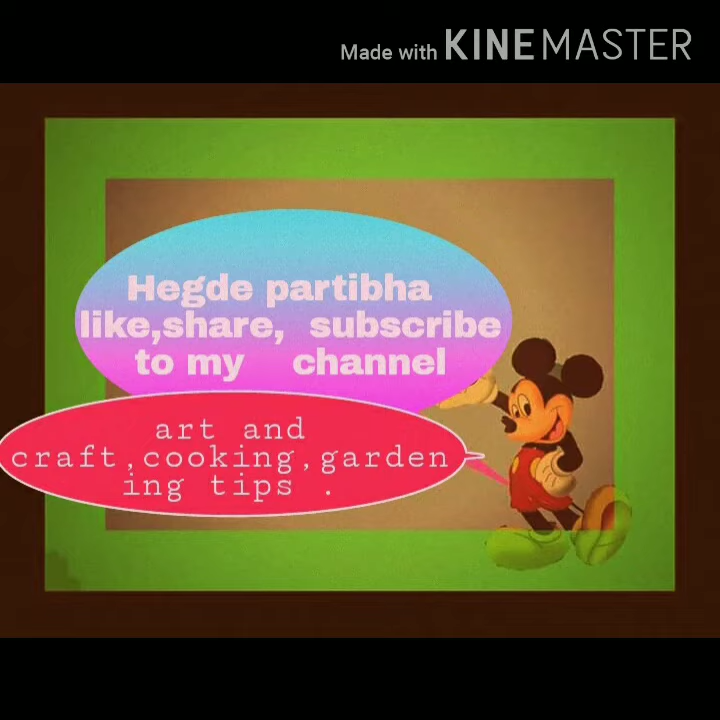 Made with KINEMASTER
Hegde partibha
like,share, subscribe
to my channel
art and
craft,cooking,garden
ing tips .